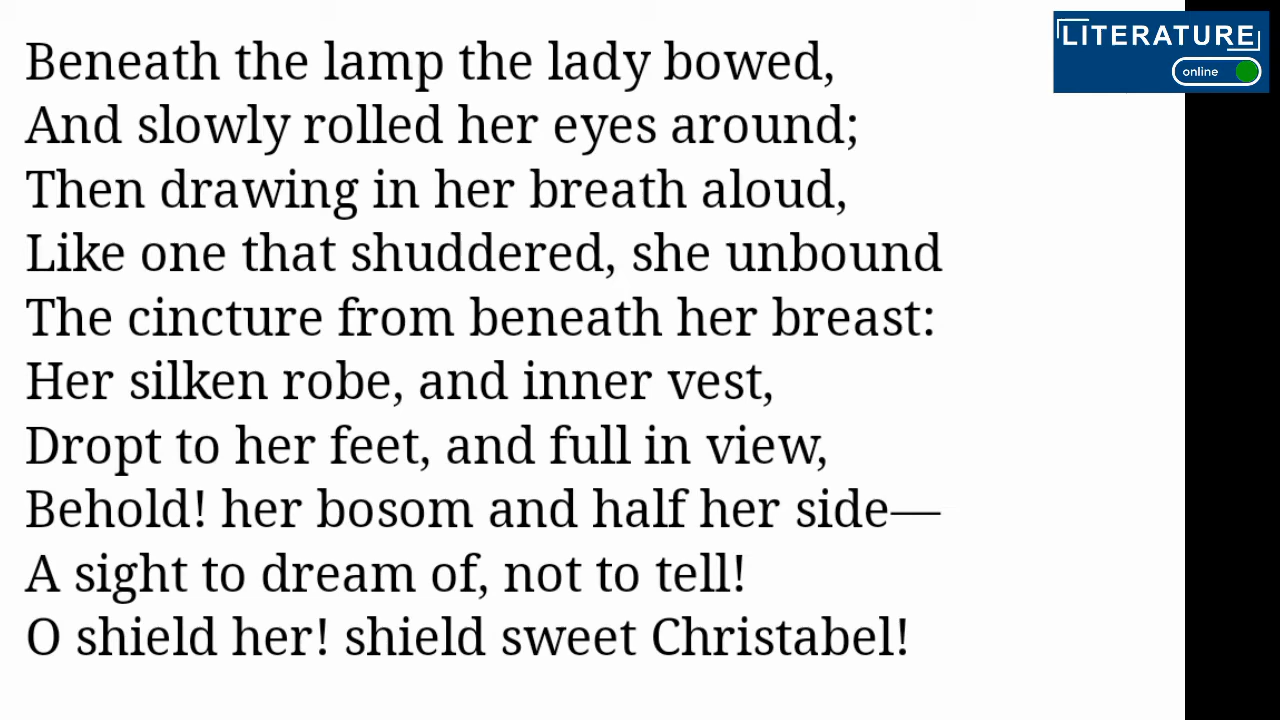 LITERATURE
online
Beneath the lamp the lady bowed,
And slowly rolled her eyes around;
Then drawing in her breath aloud,
Like one that shuddered, she unbound
The cincture from beneath her breast:
Her silken robe, and inner vest,
Dropt to her feet, and full in view,
Behold! her bosom and half her side—
A sight to dream of, not to tell!
O shield her! shield sweet Christabel!